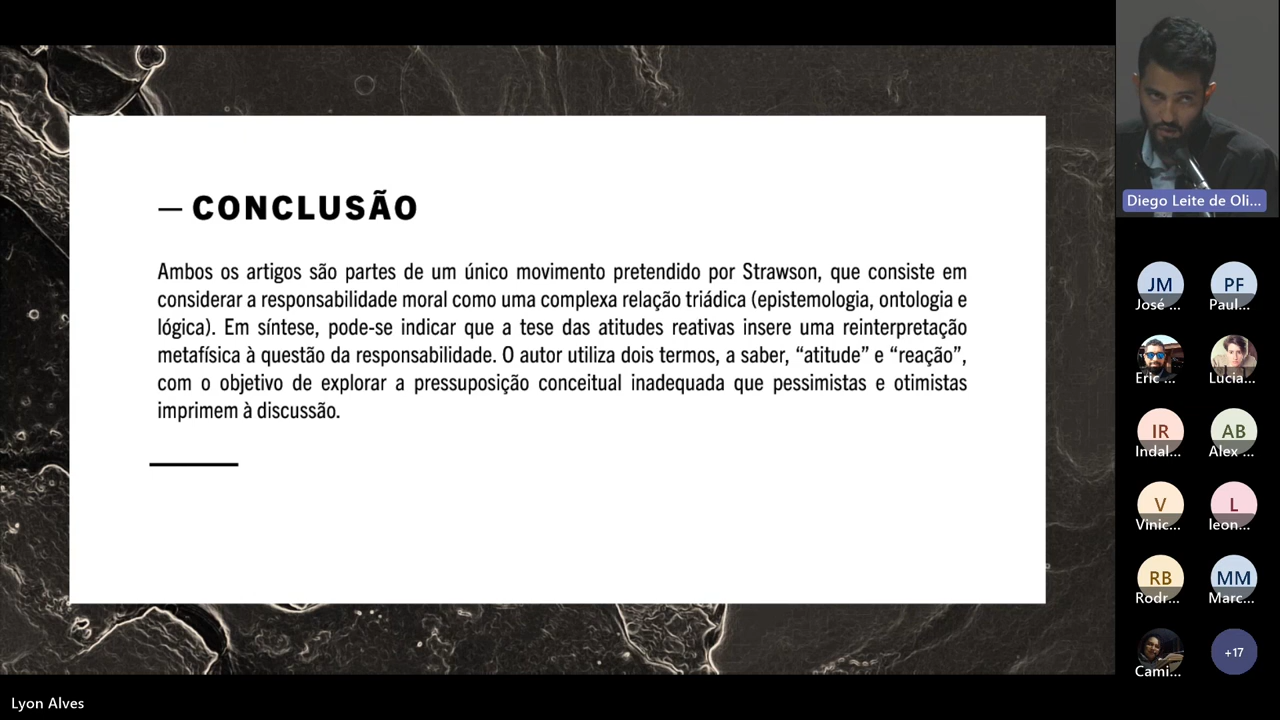 — CONCLUSÃO
Ambos os artigos são partes de um único movimento pretendido por Strawson, que consiste em
considerar a responsabilidade moral como uma complexa relação triádica (epistemologia, ontologia e
lógica). Em síntese, pode-se indicar que a tese das atitudes reativas insere uma reinterpretação
metafísica à questão da responsabilidade. O autor utiliza dois termos, a saber, “atitude” e “reação”,
com o objetivo de explorar a pressuposição conceitual inadequada que pessimistas e otimistas
imprimem à discussão.
Diego Leite de Oli...
JM
PF
José ...
Paul...
Eric ...
Lucia...
IR
AB
Indal...
Alex ...
V
L
Vinic...
leon...
RB
MM
Rodr...
Marc...
Cami...
+17
Lyon Alves